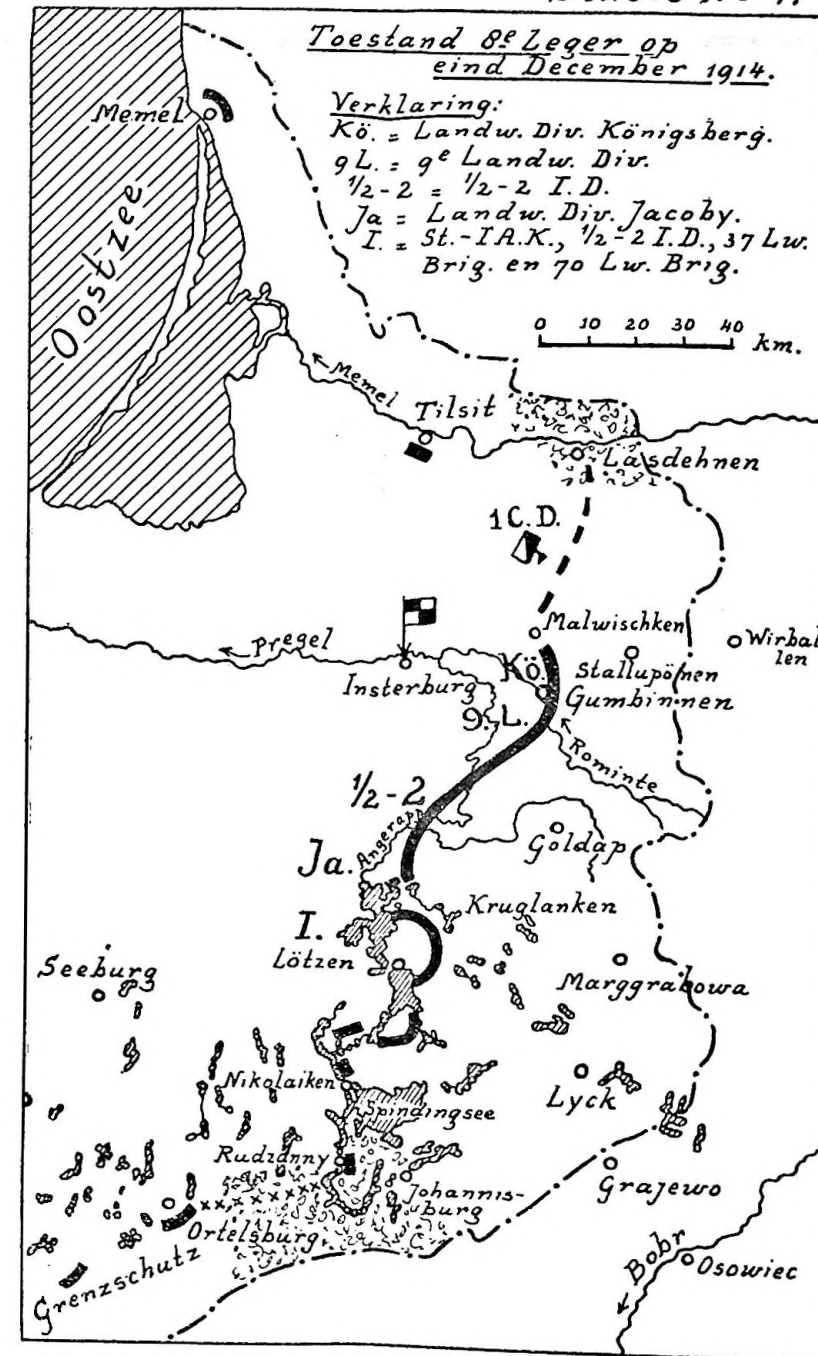 Toestand 8e Leger op
eind December 1914.
Verklaring:
Kö. = Landw. Div. Königsberg.
9 L. = 9e Landw. Div.
1/2-2 = 1/2-2 I.D.
Ja = Landw. Div. Jacoby.
I. = St.-I A.K., 1/2-2 I.D., 37 Lw.
Brig. en 70 Lw. Brig.
0 10 20 30 40 km.
Memel
Oostzee
Memel
Tilsit
Lasdehnen
1 C.D.
Malwischken
Wirbal
len
Pregel
Insterburg
Kö.
Stallupönen
Gumbinnen
9. L.
Rominte
1/2-2
Angerapp
Goldap
Ja.
Kruglanken
I.
Lötzen
Seeburg
Marggrabowa
Nikolaiken
Lyck
Spindingsee
Rudzanny
Johannis-
burg
Grajewo
Ortelsburg
Grenzschutz
Bobr
Osowiec